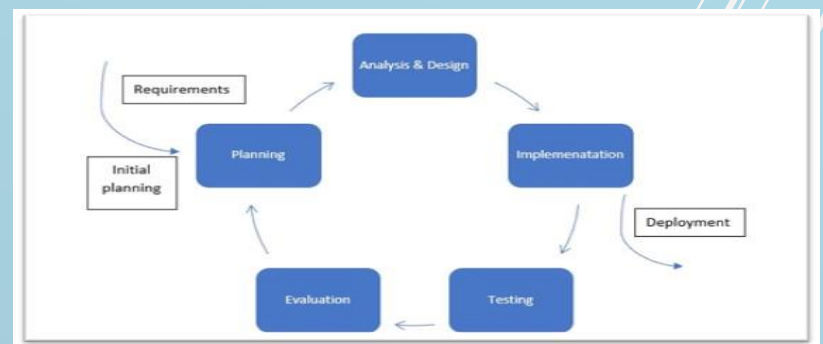 Analysis & Design
Requirements
Planning
Implemenatation
Initial
planning
Deployment
Evaluation
Testing